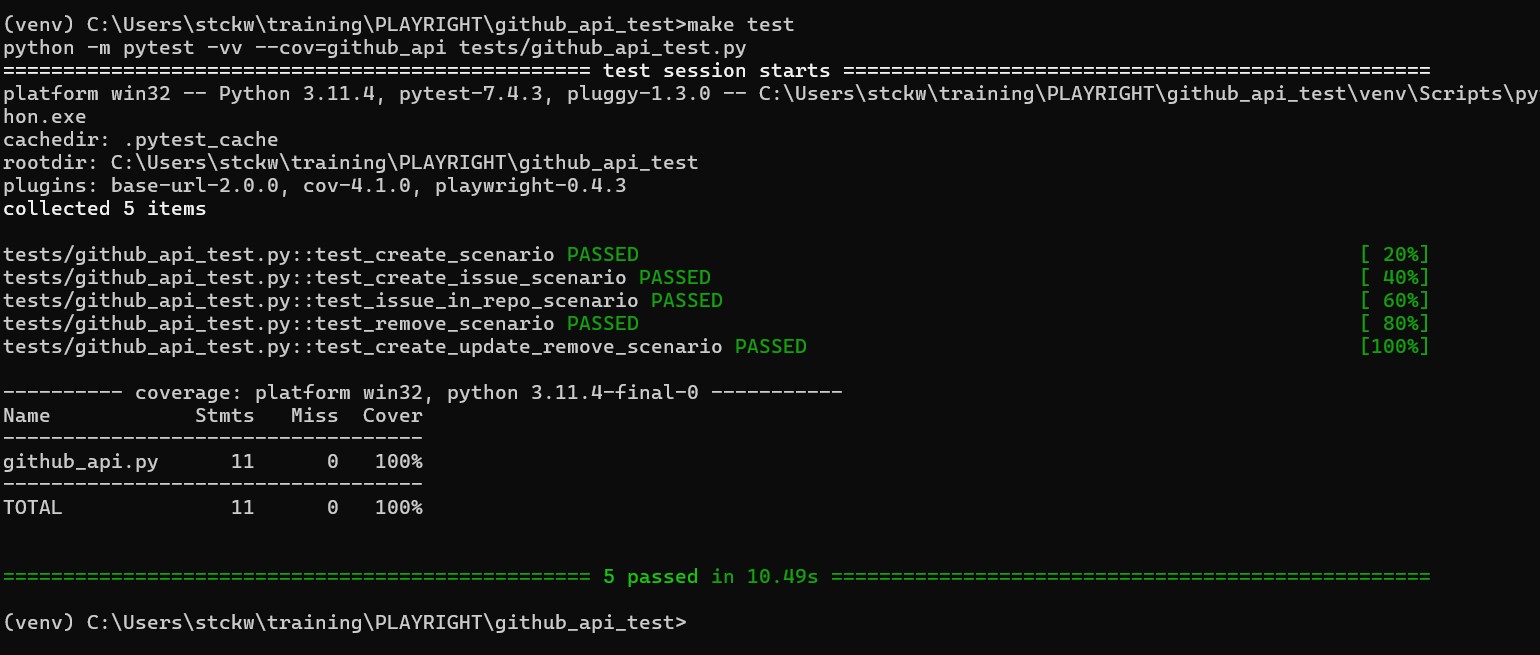 (venv) C:\Users\stckw\training\PLAYRIGHT\github_api_test>make test
python -m pytest -vv --cov=github_api tests/github_api_test.py
================================================= test session starts =================================================
platform win32 -- Python 3.11.4, pytest-7.4.3, pluggy-1.3.0 -- C:\Users\stckw\training\PLAYRIGHT\github_api_test\venv\Scripts\py
hon.exe
cachedir: .pytest_cache
rootdir: C:\Users\stckw\training\PLAYRIGHT\github_api_test
plugins: base-url-2.0.0, cov-4.1.0, playwright-0.4.3
collected 5 items
tests/github_api_test.py::test_create_scenario PASSED [ 20%]
tests/github_api_test.py::test_create_issue_scenario PASSED [ 40%]
tests/github_api_test.py::test_issue_in_repo_scenario PASSED [ 60%]
tests/github_api_test.py::test_remove_scenario PASSED [ 80%]
tests/github_api_test.py::test_create_update_remove_scenario PASSED [100%]
---------- coverage: platform win32, python 3.11.4-final-0 -----------
Name Stmts Miss Cover
-----------------------------------
github_api.py 11 0 100%
-----------------------------------
TOTAL 11 0 100%
================================================= 5 passed in 10.49s ==================================================
(venv) C:\Users\stckw\training\PLAYRIGHT\github_api_test>